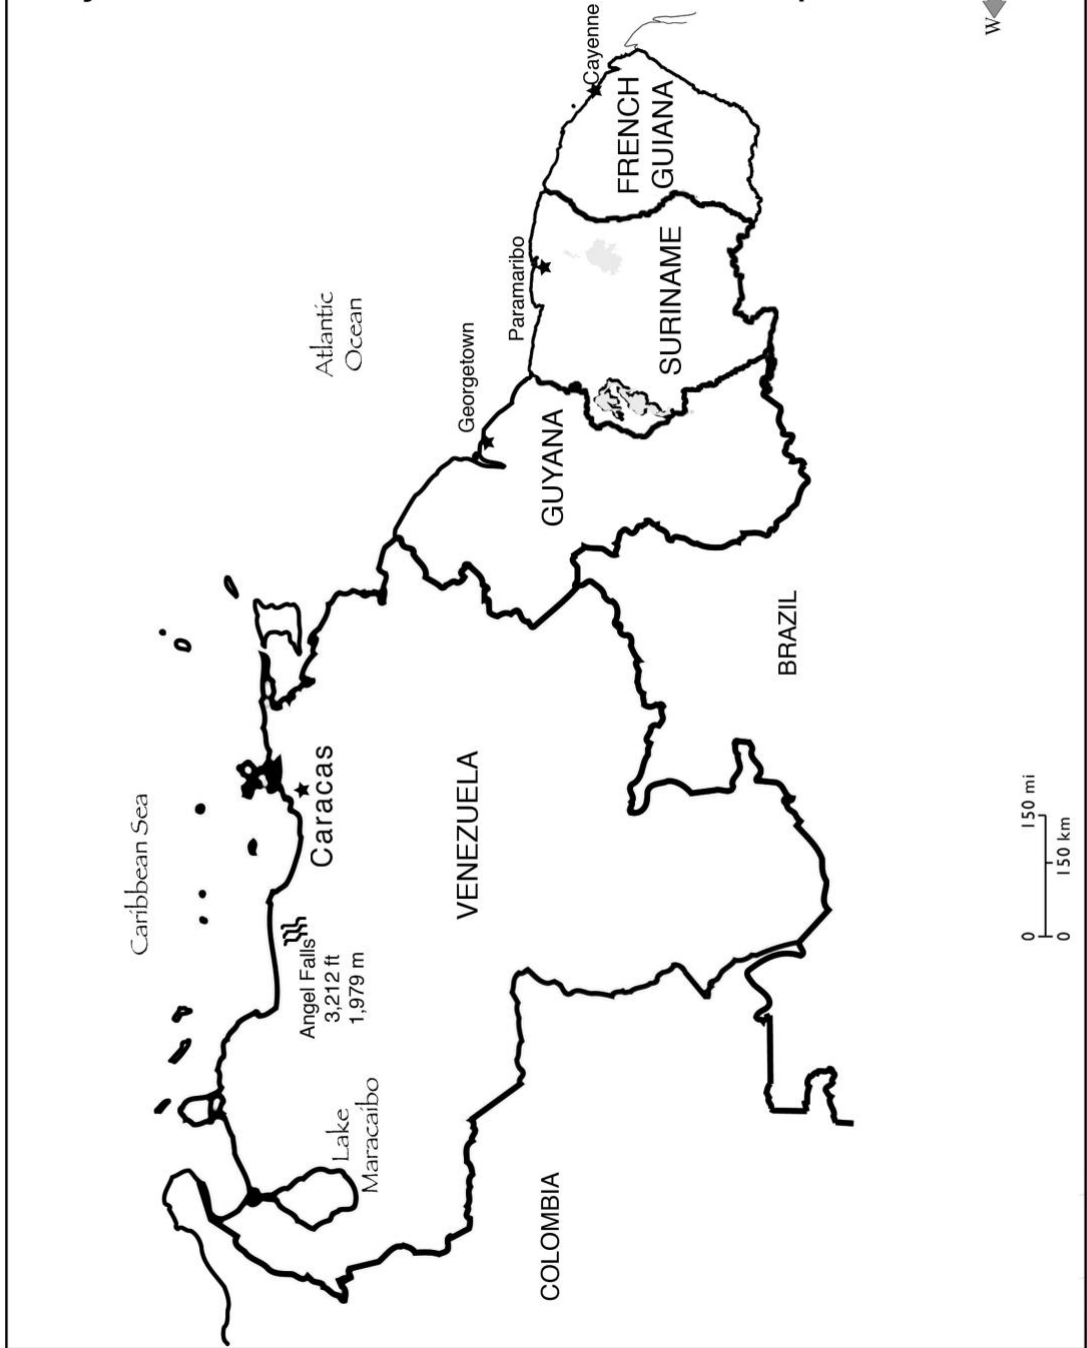 Caribbean Sea
Atlantic
Ocean
Cayenne
Paramaribo
Georgetown
Caracas
Angel Falls
3,212 ft
1,979 m
Lake
Maracaibo
FRENCH
GUIANA
SURINAME
GUYANA
VENEZUELA
COLOMBIA
BRAZIL
W
0 150 mi
0 150 km